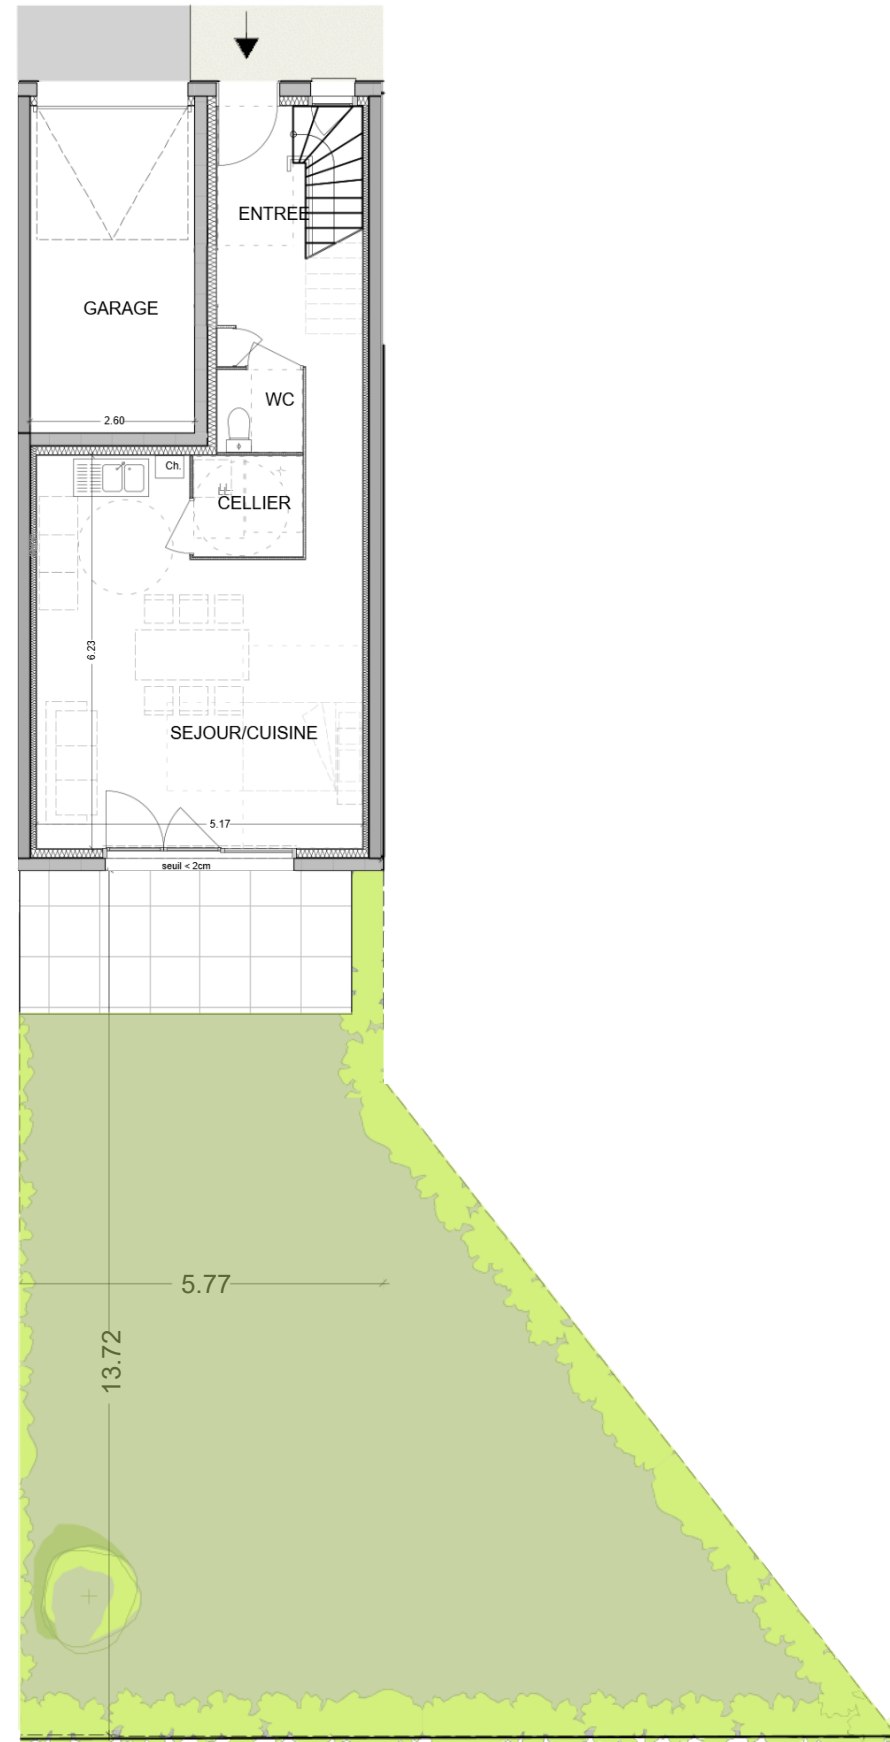 ENTREE
GARAGE
WC
2.60
Ch.
CELLIER
6.23
SEJOUR/CUISINE
5.17
seuil < 2cm
5.77
13.72